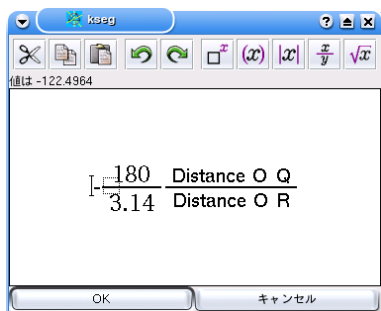 kseg
x (x) |x| x/y √x
値は -122.4964
-180/3.14 Distance O Q/Distance O R
OK キャンセル